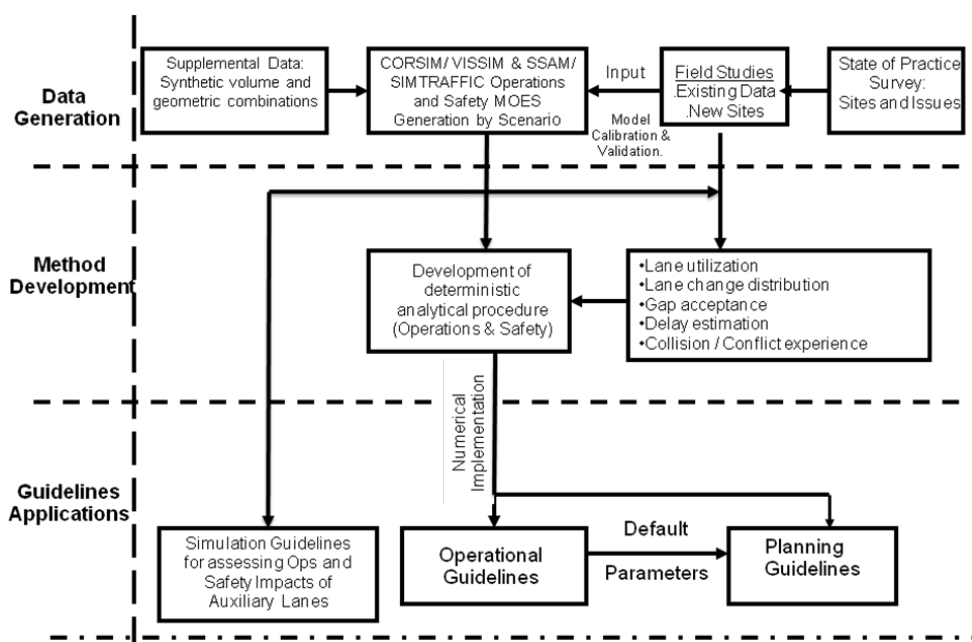 Data
Generation
Supplemental Data:
Synthetic volume and
geometric combinations
CORSIM/ VISSIM & SSAM/
SIMTRAFFIC Operations
and Safety MOES
Generation by Scenario
Input
Model
Calibration &
Validation.
Field Studies
.Existing Data
.New Sites
State of Practice
Survey:
Sites and Issues
Method
Development
Development of
deterministic
analytical procedure
(Operations & Safety)
•Lane utilization
•Lane change distribution
•Gap acceptance
•Delay estimation
•Collision / Conflict experience
Numerical
Implementation
Guidelines
Applications
Simulation Guidelines
for assessing Ops and
Safety Impacts of
Auxiliary Lanes
Operational
Guidelines
Default
Parameters
Planning
Guidelines